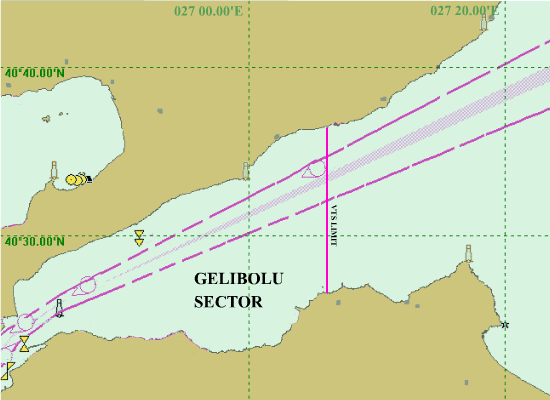 027 00.00'E
027 20.00'E
40°40.00'N
VTS LIMIT
40°30.00'N
GELIBOLU
SECTOR